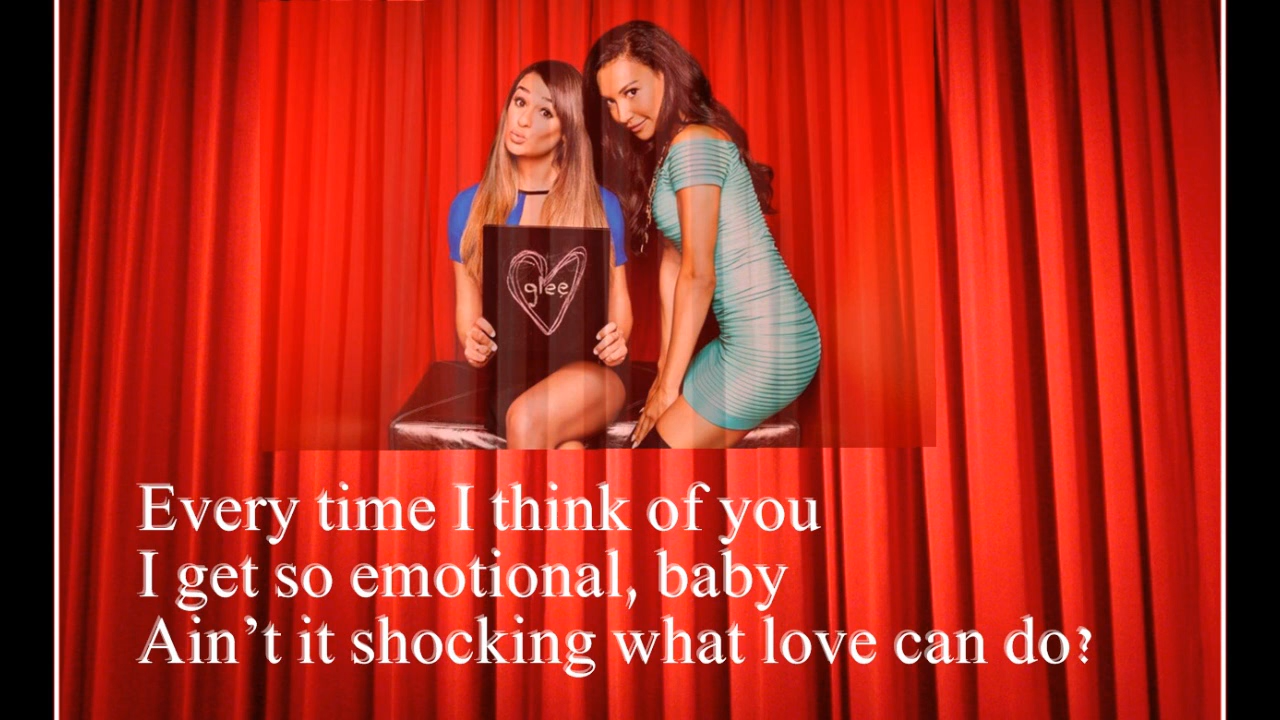 glee
Every time I think of you
I get so emotional, baby
Ain’t it shocking what love can do?